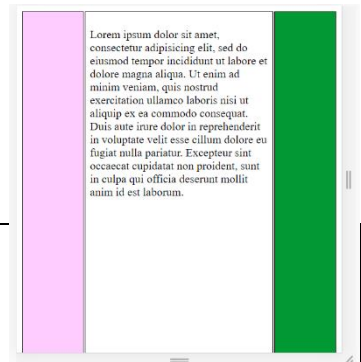 Lorem ipsum dolor sit amet,
consectetur adipisicing elit, sed do
eiusmod tempor incididunt ut labore et
dolore magna aliqua. Ut enim ad
minim veniam, quis nostrud
exercitation ullamco laboris nisi ut
aliquip ex ea commodo consequat.
Duis aute irure dolor in reprehenderit
in voluptate velit esse cillum dolore eu
fugiat nulla pariatur. Excepteur sint
occaecat cupidatat non proident, sunt
in culpa qui officia deserunt mollit
anim id est laborum.